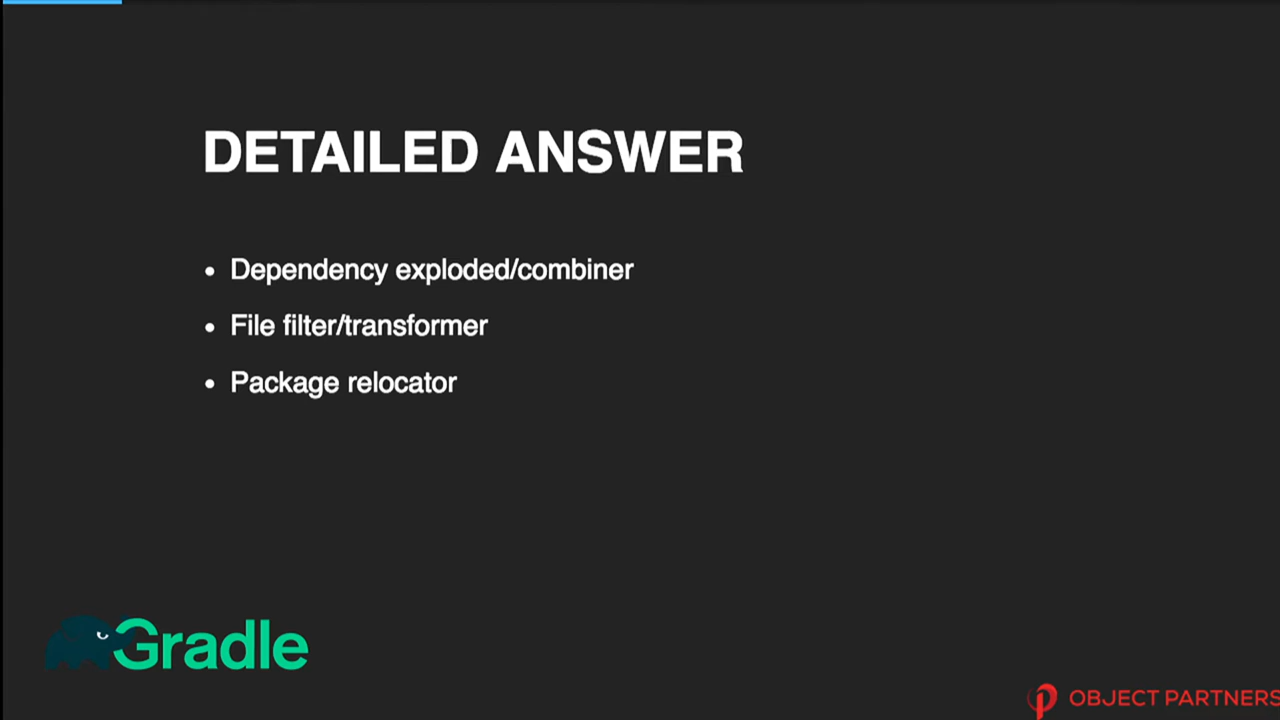 DETAILED ANSWER
• Dependency exploded/combiner
• File filter/transformer
• Package relocator
Gradle
OBJECT PARTNERS